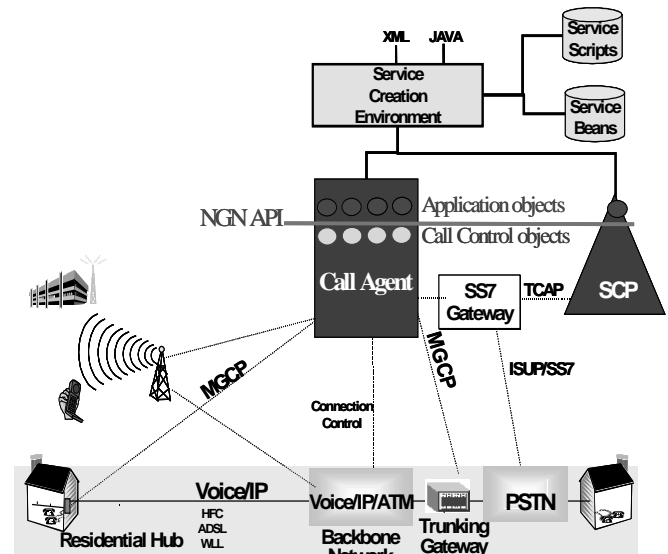 XML JAVA
Service
Scripts
Service
Creation
Environment
Service
Beans
NGN API
Application objects
Call Control objects
Call Agent
SS7
Gateway
TCAP
SCP
MGCP
MGCP
ISUP/SS7
Connection
Control
Voice/IP
HFC
ADSL
WLL
Residential Hub
Voice/IP/ATM
Backbone
Network
Trunking
Gateway
PSTN